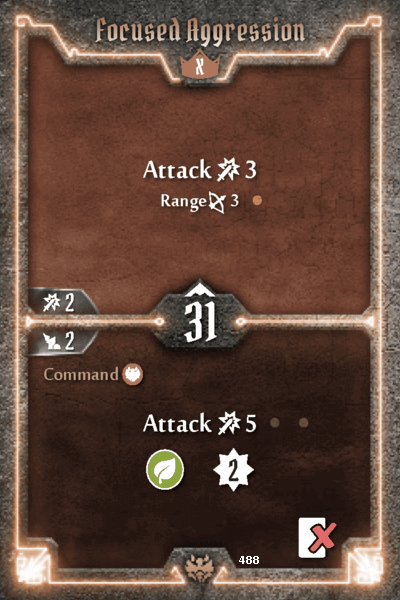 Focused Aggression
X
Attack 3
Range 3
2
31
2
Command
Attack 5
2
488